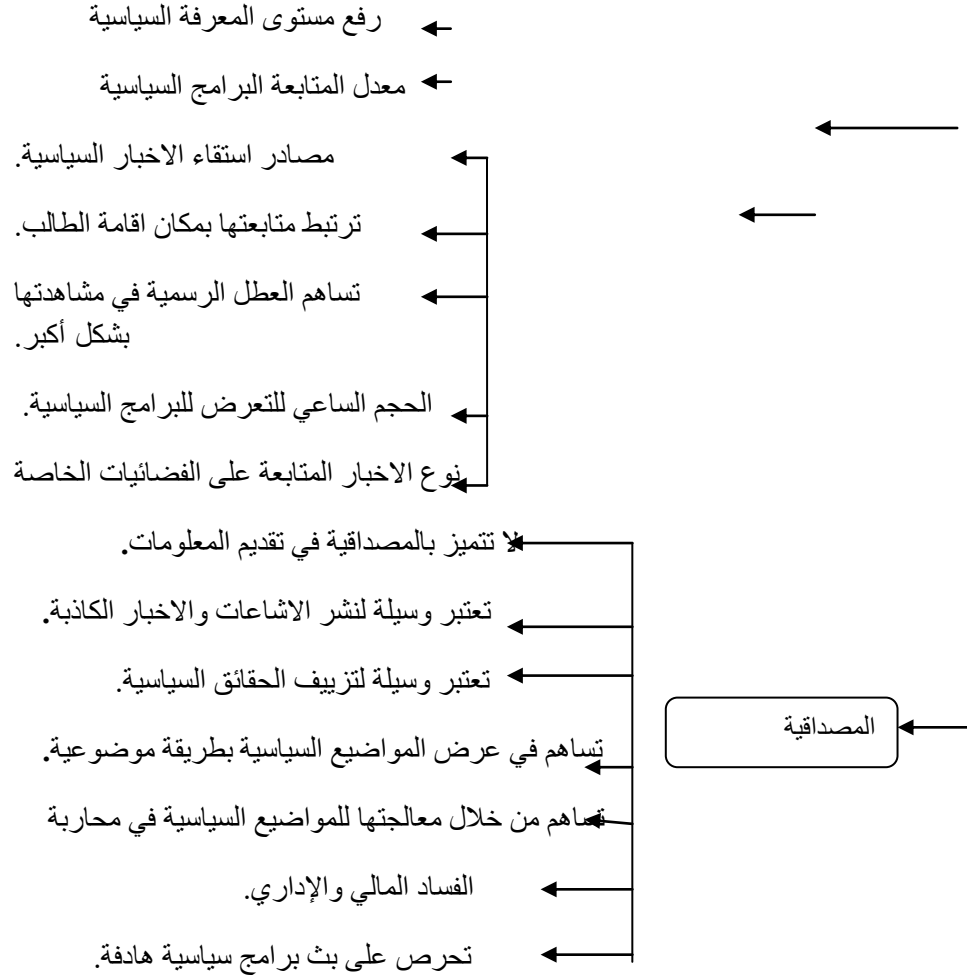 رفع مستوى المعرفة السياسية
معدل المتابعة البرامج السياسية
مصادر استقاء الاخبار السياسية.
ترتبط متابعتها بمكان اقامة الطالب.
تساهم العطل الرسمية في مشاهدتها
بشكل أكبر.
الحجم الساعي للتعرض للبرامج السياسية.
نوع الاخبار المتابعة على الفضائيات الخاصة
لا تتميز بالمصداقية في تقديم المعلومات.
تعتبر وسيلة لنشر الاشاعات والاخبار الكاذبة.
تعتبر وسيلة لتزييف الحقائق السياسية.
المصداقية
تساهم في عرض المواضيع السياسية بطريقة موضوعية.
تساهم من خلال معالجتها للمواضيع السياسية في محاربة
الفساد المالي والإداري.
تحرص على بث برامج سياسية هادفة.